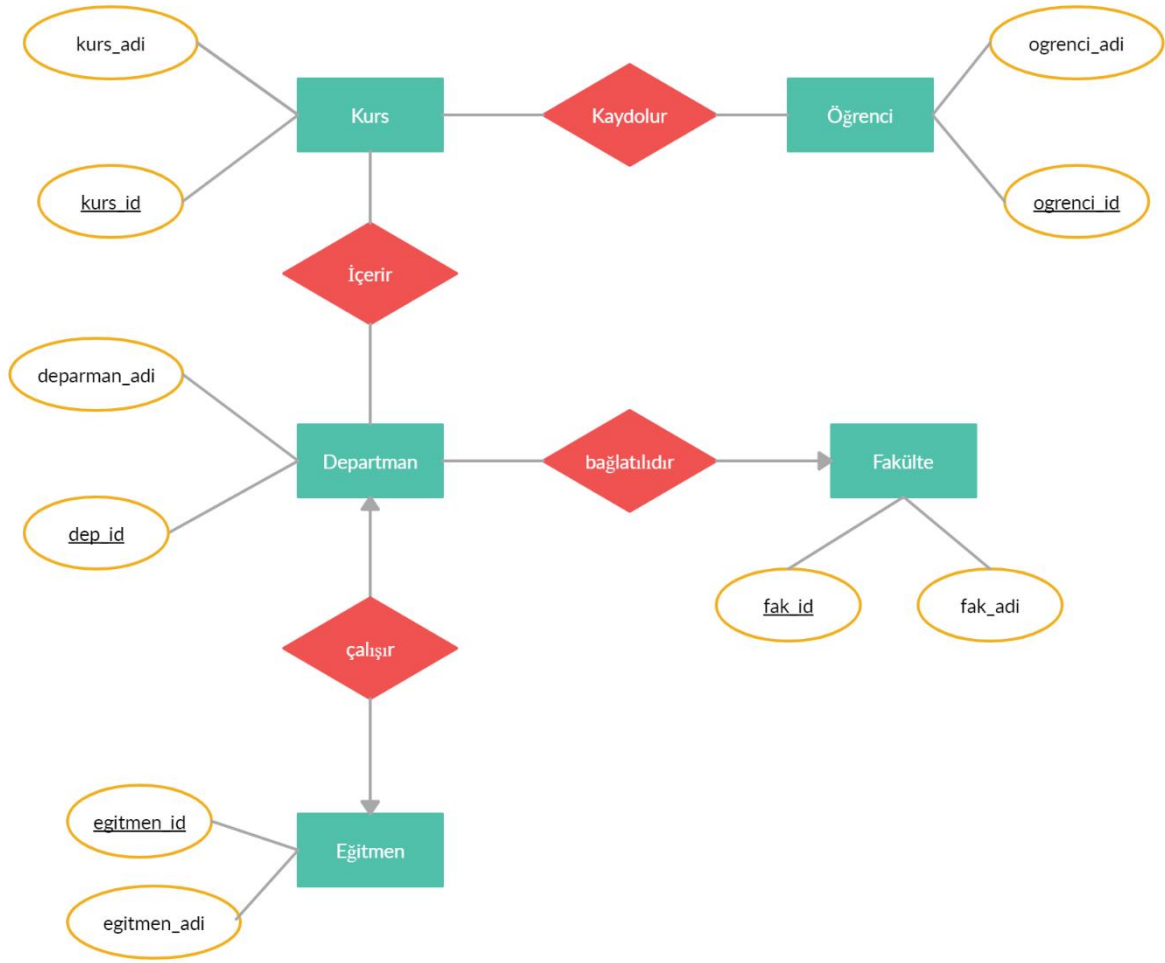 kurs_adi
ogrenci_adi
Kurs
Kaydolur
Öğrenci
kurs_id
ogrenci_id
İçerir
deparman_adi
Departman
bağlatılıdır
Fakülte
dep_id
fak_id
fak_adi
çalışır
egitmen_id
Eğitmen
egitmen_adi